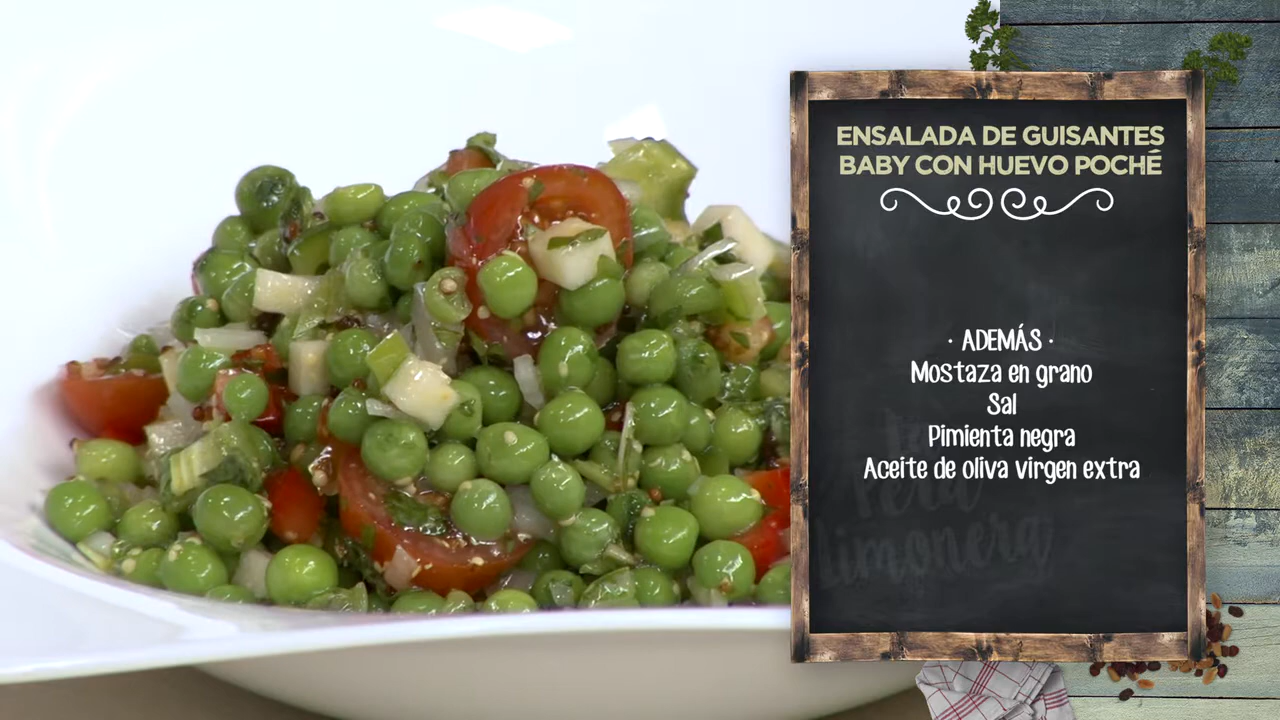 ENSALADA DE GUISANTES
BABY CON HUEVO POCHÉ
· ADEMÁS ·
Mostaza en grano
Sal
Pimienta negra
Aceite de oliva virgen extra
limonera